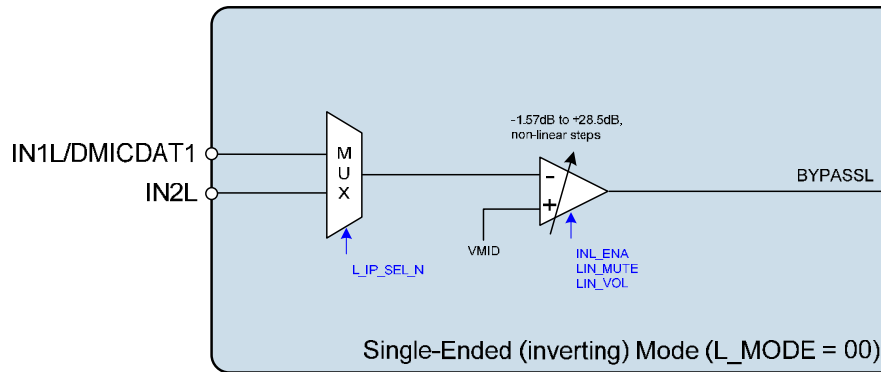 -1.57dB to +28.5dB,
non-linear steps
IN1L/DMICDAT1
M
U
X
BYPASSL
IN2L
-
+
VMID
L_IP_SEL_N
INL_ENA
LIN_MUTE
LIN_VOL
Single-Ended (inverting) Mode (L_MODE = 00)